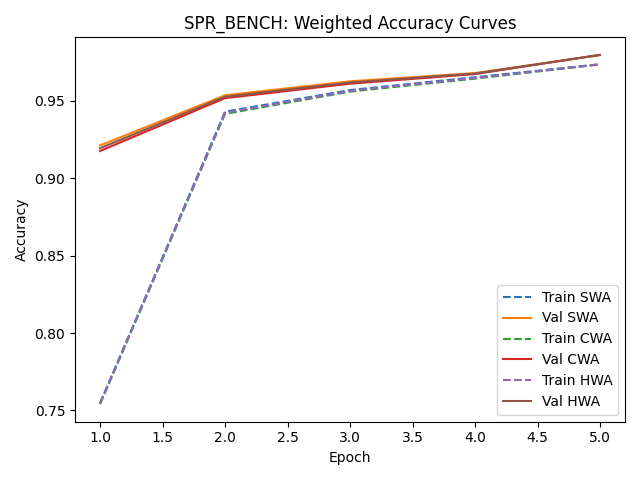 SPR_BENCH: Weighted Accuracy Curves
Accuracy
0.95
0.90
0.85
0.80
0.75
Train SWA
Val SWA
Train CWA
Val CWA
Train HWA
Val HWA
1.0 1.5 2.0 2.5 3.0 3.5 4.0 4.5 5.0
Epoch